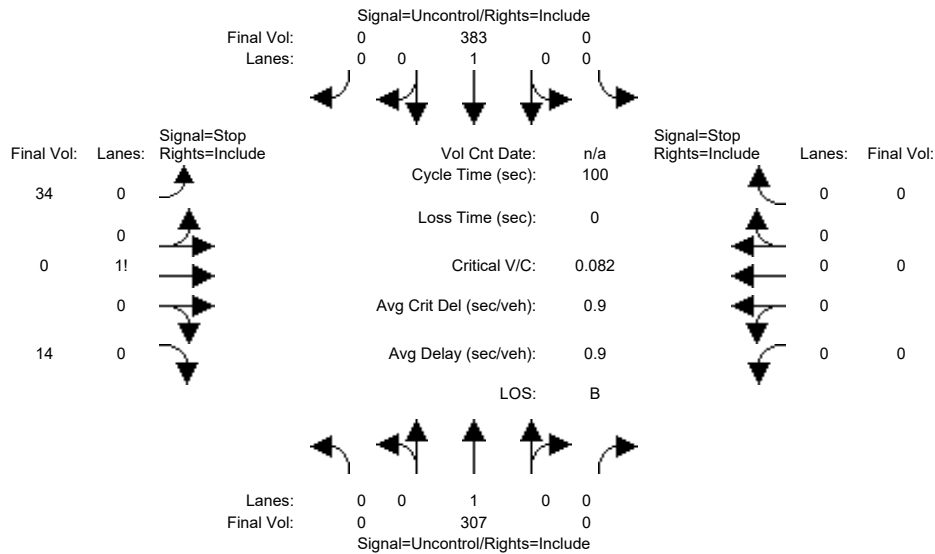 Signal=Uncontrol/Rights=Include
Final Vol: 0 383 0
Lanes: 0 0 1 0 0
Signal=Stop
Final Vol: Lanes: Rights=Include
Vol Cnt Date: n/a
Signal=Stop
Rights=Include Lanes: Final Vol:
Cycle Time (sec): 100
34 0
0 0
Loss Time (sec): 0
0
0
0 1!
Critical V/C: 0.082
0 0
0
Avg Crit Del (sec/veh): 0.9
0
14 0
Avg Delay (sec/veh): 0.9
0 0
LOS: B
Lanes: 0 0 1 0 0
Final Vol: 0 307 0
Signal=Uncontrol/Rights=Include